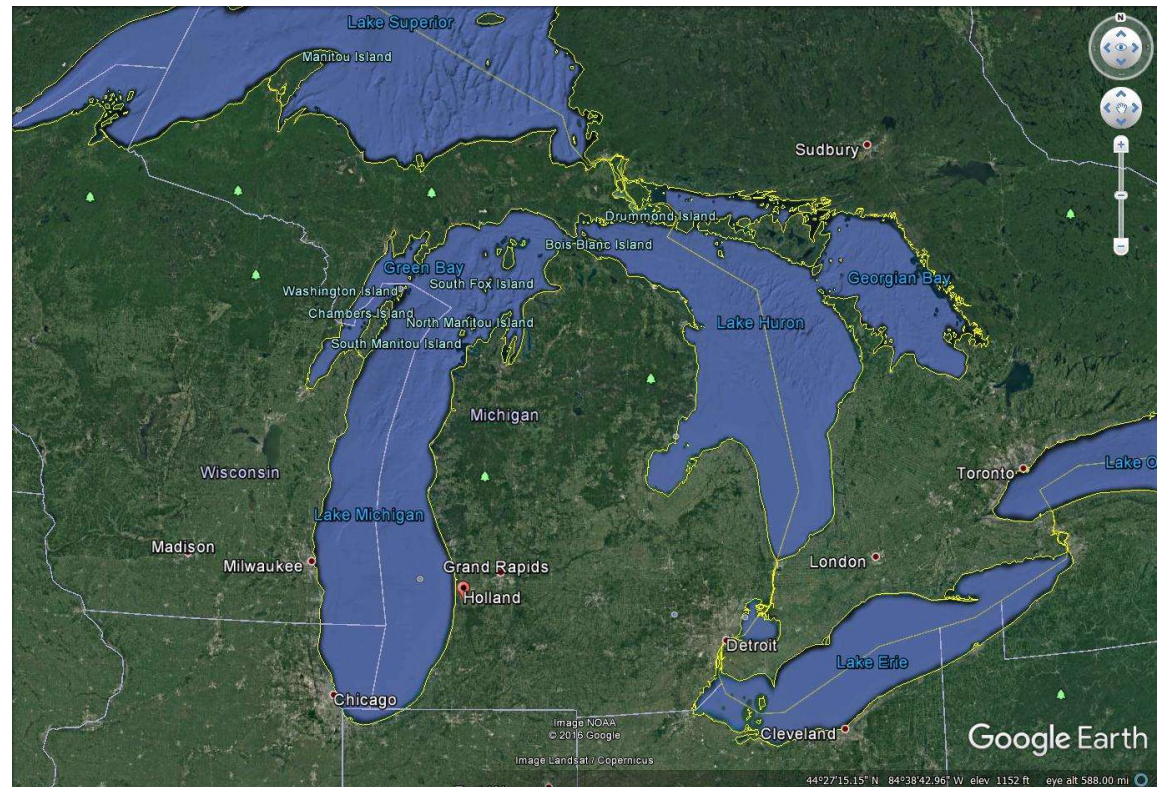 Lake Superior
N
Manitou Island
Sudbury
Drummond Island
Bois Blanc Island
Green Bay
Georgian Bay
South Fox Island
Washington Island
Chambers Island
North Manitou Island
Lake Huron
South Manitou Island
Michigan
Wisconsin
Toronto
Lake O
Lake Michigan
Madison
Milwaukee
Grand Rapids
London
Holland
Detroit
Lake Erie
Chicago
Image NOAA
© 2016 Google
Cleveland
Google Earth
Image Landsat / Copernicus
44°27'15.15" N 84°38'42.96" W elev 1152 ft eye alt 588.00 mi